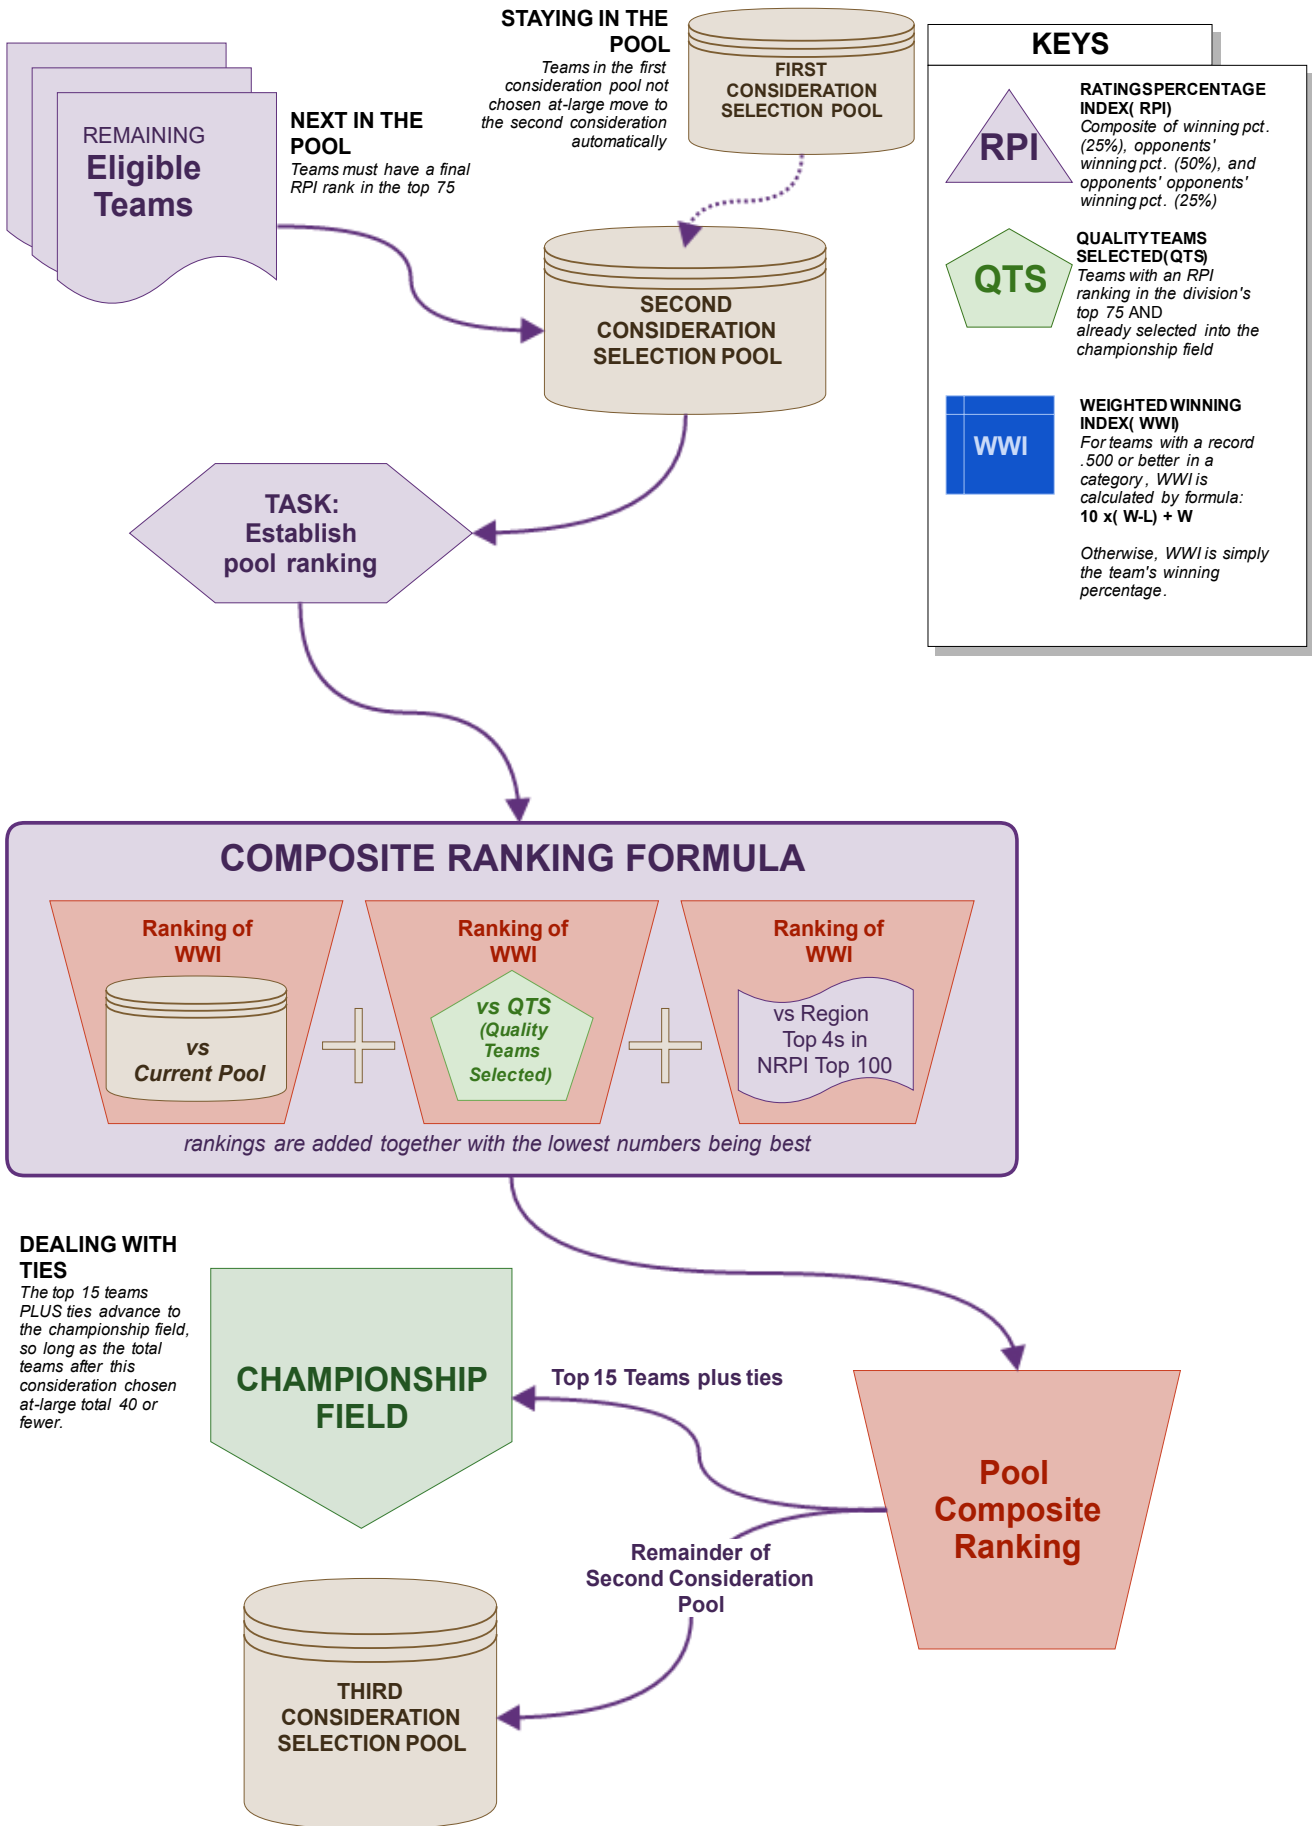 STAYING IN THE
POOL
Teams in the first
consideration pool not
chosen at-large move to
the second consideration
automatically
FIRST
CONSIDERATION
SELECTION POOL
KEYS
RPI
RATINGSPERCENTAGE
INDEX( RPI)
Composite of winning pct.
(25%), opponents'
winning pct. (50%), and
opponents' opponents'
winning pct. (25%)
QTS
QUALITYTEAMS
SELECTED(QTS)
Teams with an RPI
ranking in the division's
top 75 AND
already selected into the
championship field
WWI
WEIGHTED WINNING
INDEX( WWI)
For teams with a record
.500 or better in a
category, WWI is
calculated by formula:
10 x( W-L) + W
Otherwise, WWI is simply
the team's winning
percentage.
REMAINING
Eligible
Teams
NEXT IN THE
POOL
Teams must have a final
RPI rank in the top 75
SECOND
CONSIDERATION
SELECTION POOL
TASK:
Establish
pool ranking
COMPOSITE RANKING FORMULA
Ranking of
WWI
vs
Current Pool
Ranking of
WWI
vs QTS
(Quality
Teams
Selected)
Ranking of
WWI
vs Region
Top 4s in
NRPI Top 100
rankings are added together with the lowest numbers being best
DEALING WITH
TIES
The top 15 teams
PLUS ties advance to
the championship field,
so long as the total
teams after this
consideration chosen
at-large total 40 or
fewer.
CHAMPIONSHIP
FIELD
Top 15 Teams plus ties
Pool
Composite
Ranking
Remainder of
Second Consideration
Pool
THIRD
CONSIDERATION
SELECTION POOL